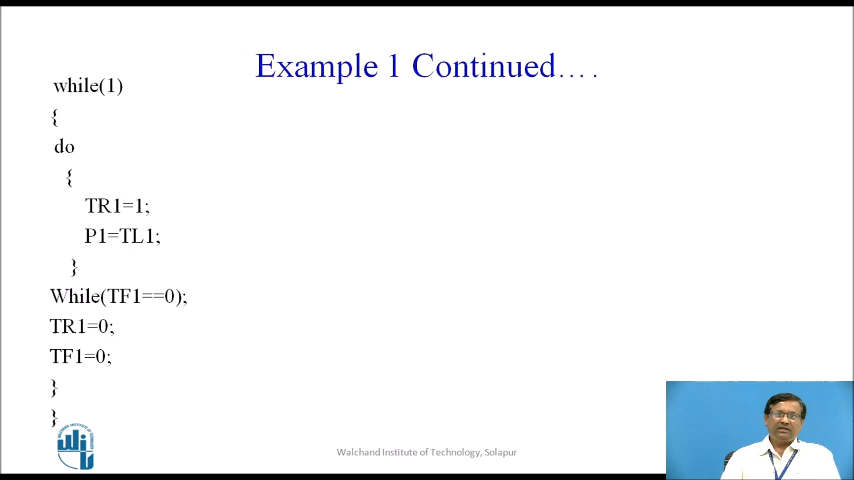 Example 1 Continued.. . .
while(1)
{
do
{
TR1=1;
P1=TL1;
}
While(TF1==0);
TR1=0;
TF1=0;
}
}
Walchand Institute of Technology, Solapur